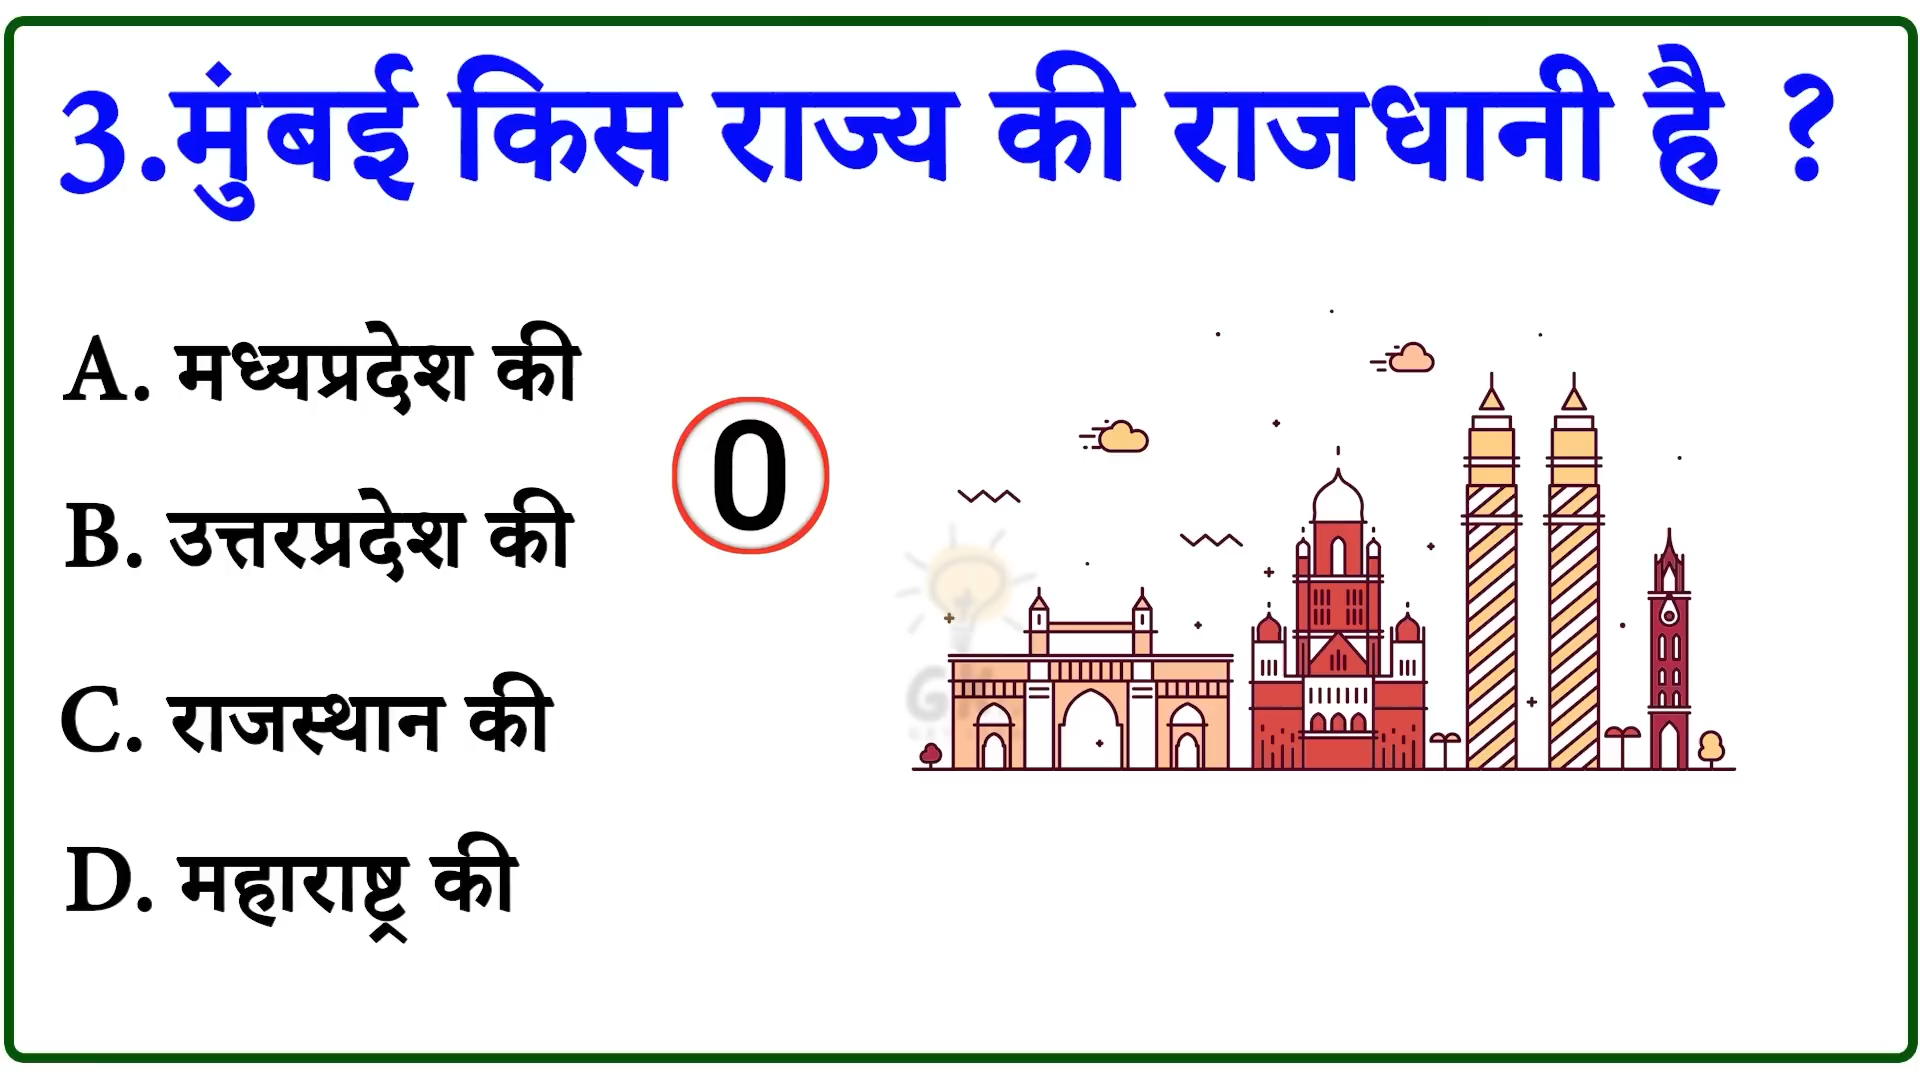 3.मुंबई किस राज्य की राजधानी है ?
A. मध्यप्रदेश की
B. उत्तरप्रदेश की
C. राजस्थान की
D. महाराष्ट्र की
0